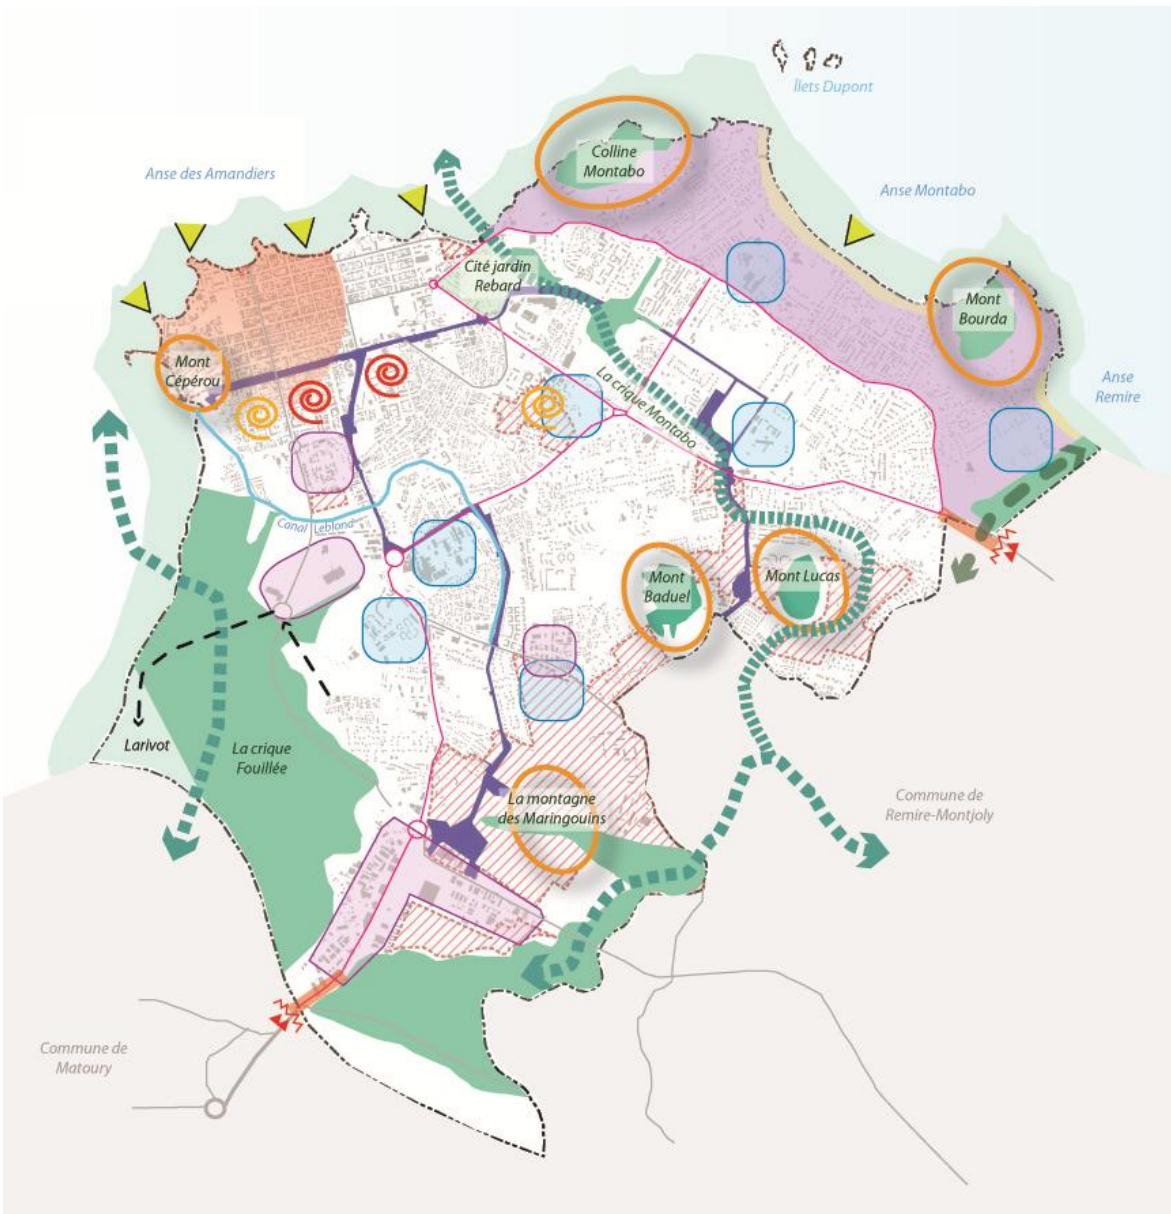 Îlets Dupont
Colline
Montabo
Anse des Amandiers
Anse Montabo
Cité jardin
Rebard
Mont
Bourda
Mont
Cépérou
Anse
Remire
La crique Montabo
Canal Leblond
Mont
Baduel
Mont Lucas
Larivot
La crique
Fouillée
La montagne
des Maringouins
Commune de
Remire-Montjoly
Commune de
Matoury